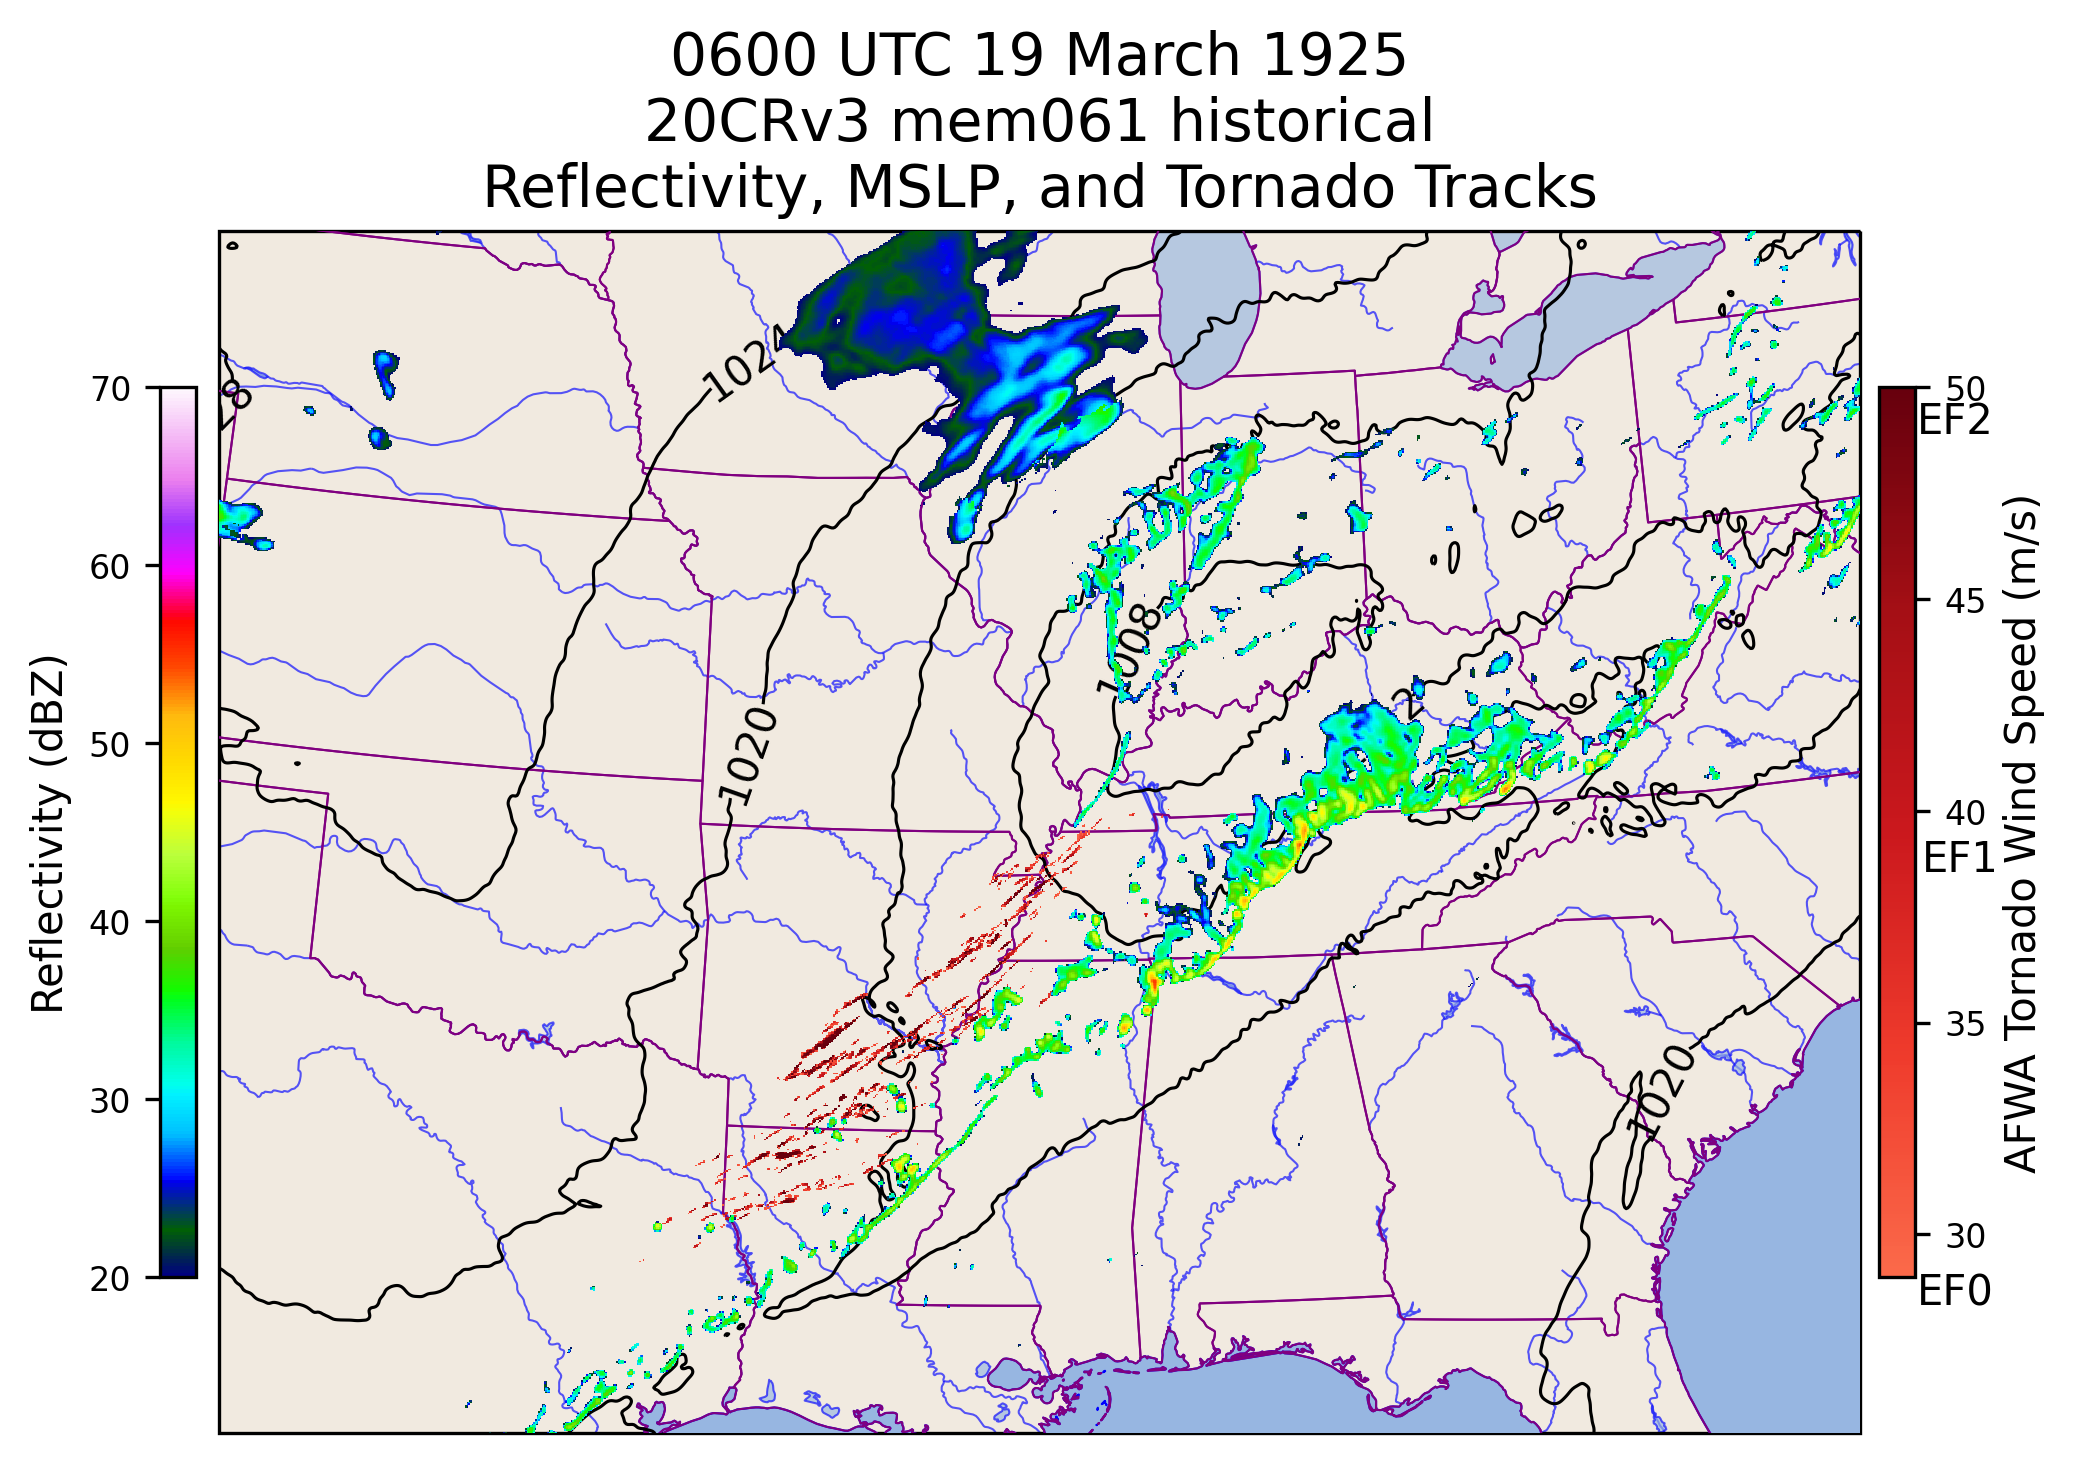 0600 UTC 19 March 1925
20CRv3 mem061 historical
Reflectivity, MSLP, and Tornado Tracks
Reflectivity (dBZ)
70
60
50
40
30
20
1020
1008
1020
50
EF2
45
40
EF1
35
30
EF0
AFWA Tornado Wind Speed (m/s)